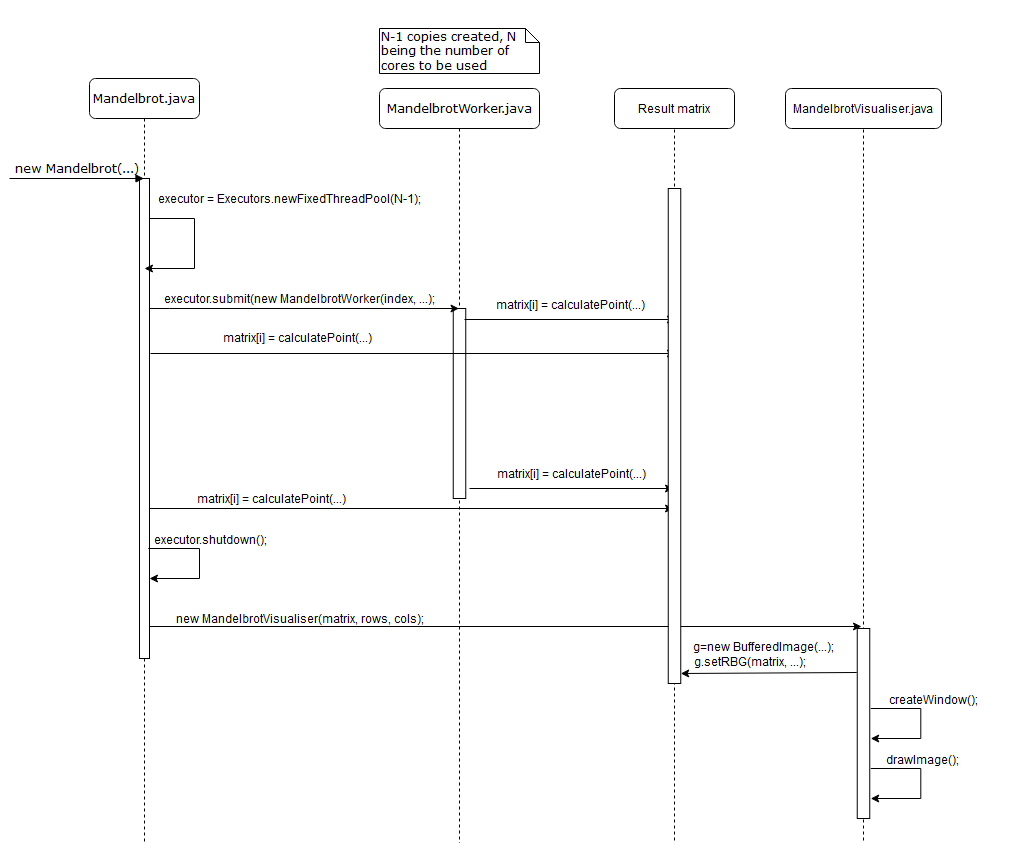 N-1 copies created, N
being the number of
cores to be used
Mandelbrot.java
MandelbrotWorker.java
Result matrix
MandelbrotVisualiser.java
new Mandelbrot(...)
executor = Executors.newFixedThreadPool(N-1);
executor.submit(new MandelbrotWorker(index, ...);
matrix[i] = calculatePoint(...)
matrix[i] = calculatePoint(...)
matrix[i] = calculatePoint(...)
matrix[i] = calculatePoint(...)
executor.shutdown();
new MandelbrotVisualiser(matrix, rows, cols);
g=new BufferedImage(...);
g.setRBG(matrix, ...);
createWindow();
drawImage();